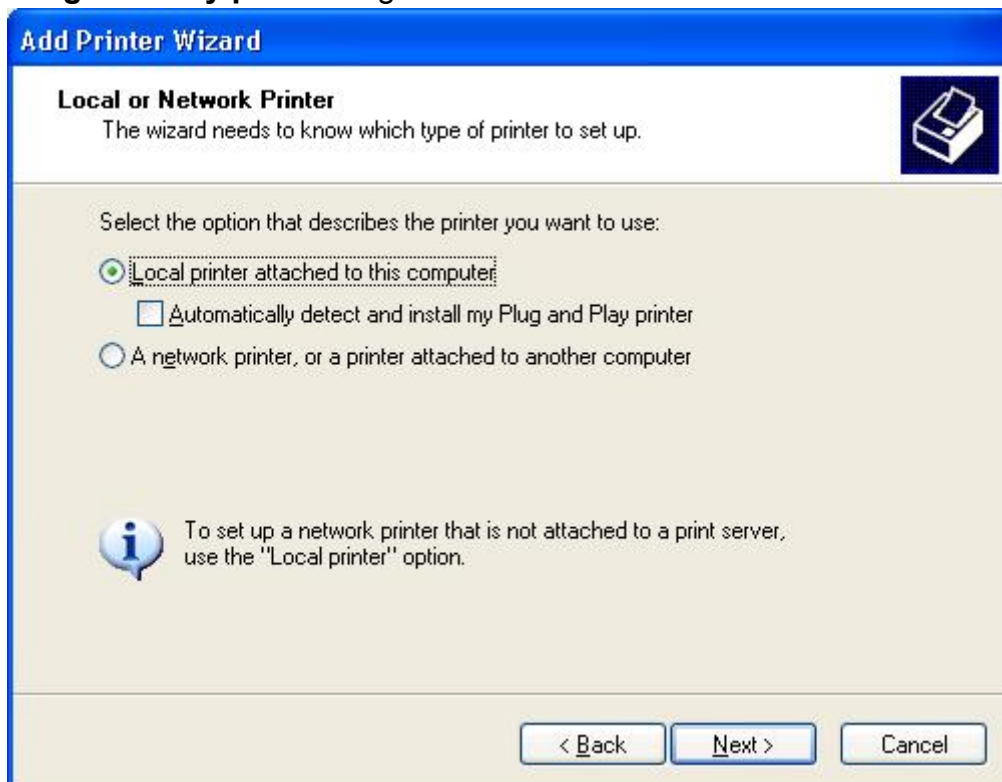 Add Printer Wizard
Local or Network Printer
The wizard needs to know which type of printer to set up.
Select the option that describes the printer you want to use:
Local printer attached to this computer
Automatically detect and install my Plug and Play printer
A network printer, or a printer attached to another computer
To set up a network printer that is not attached to a print server,
use the "Local printer" option.
< Back
Next >
Cancel